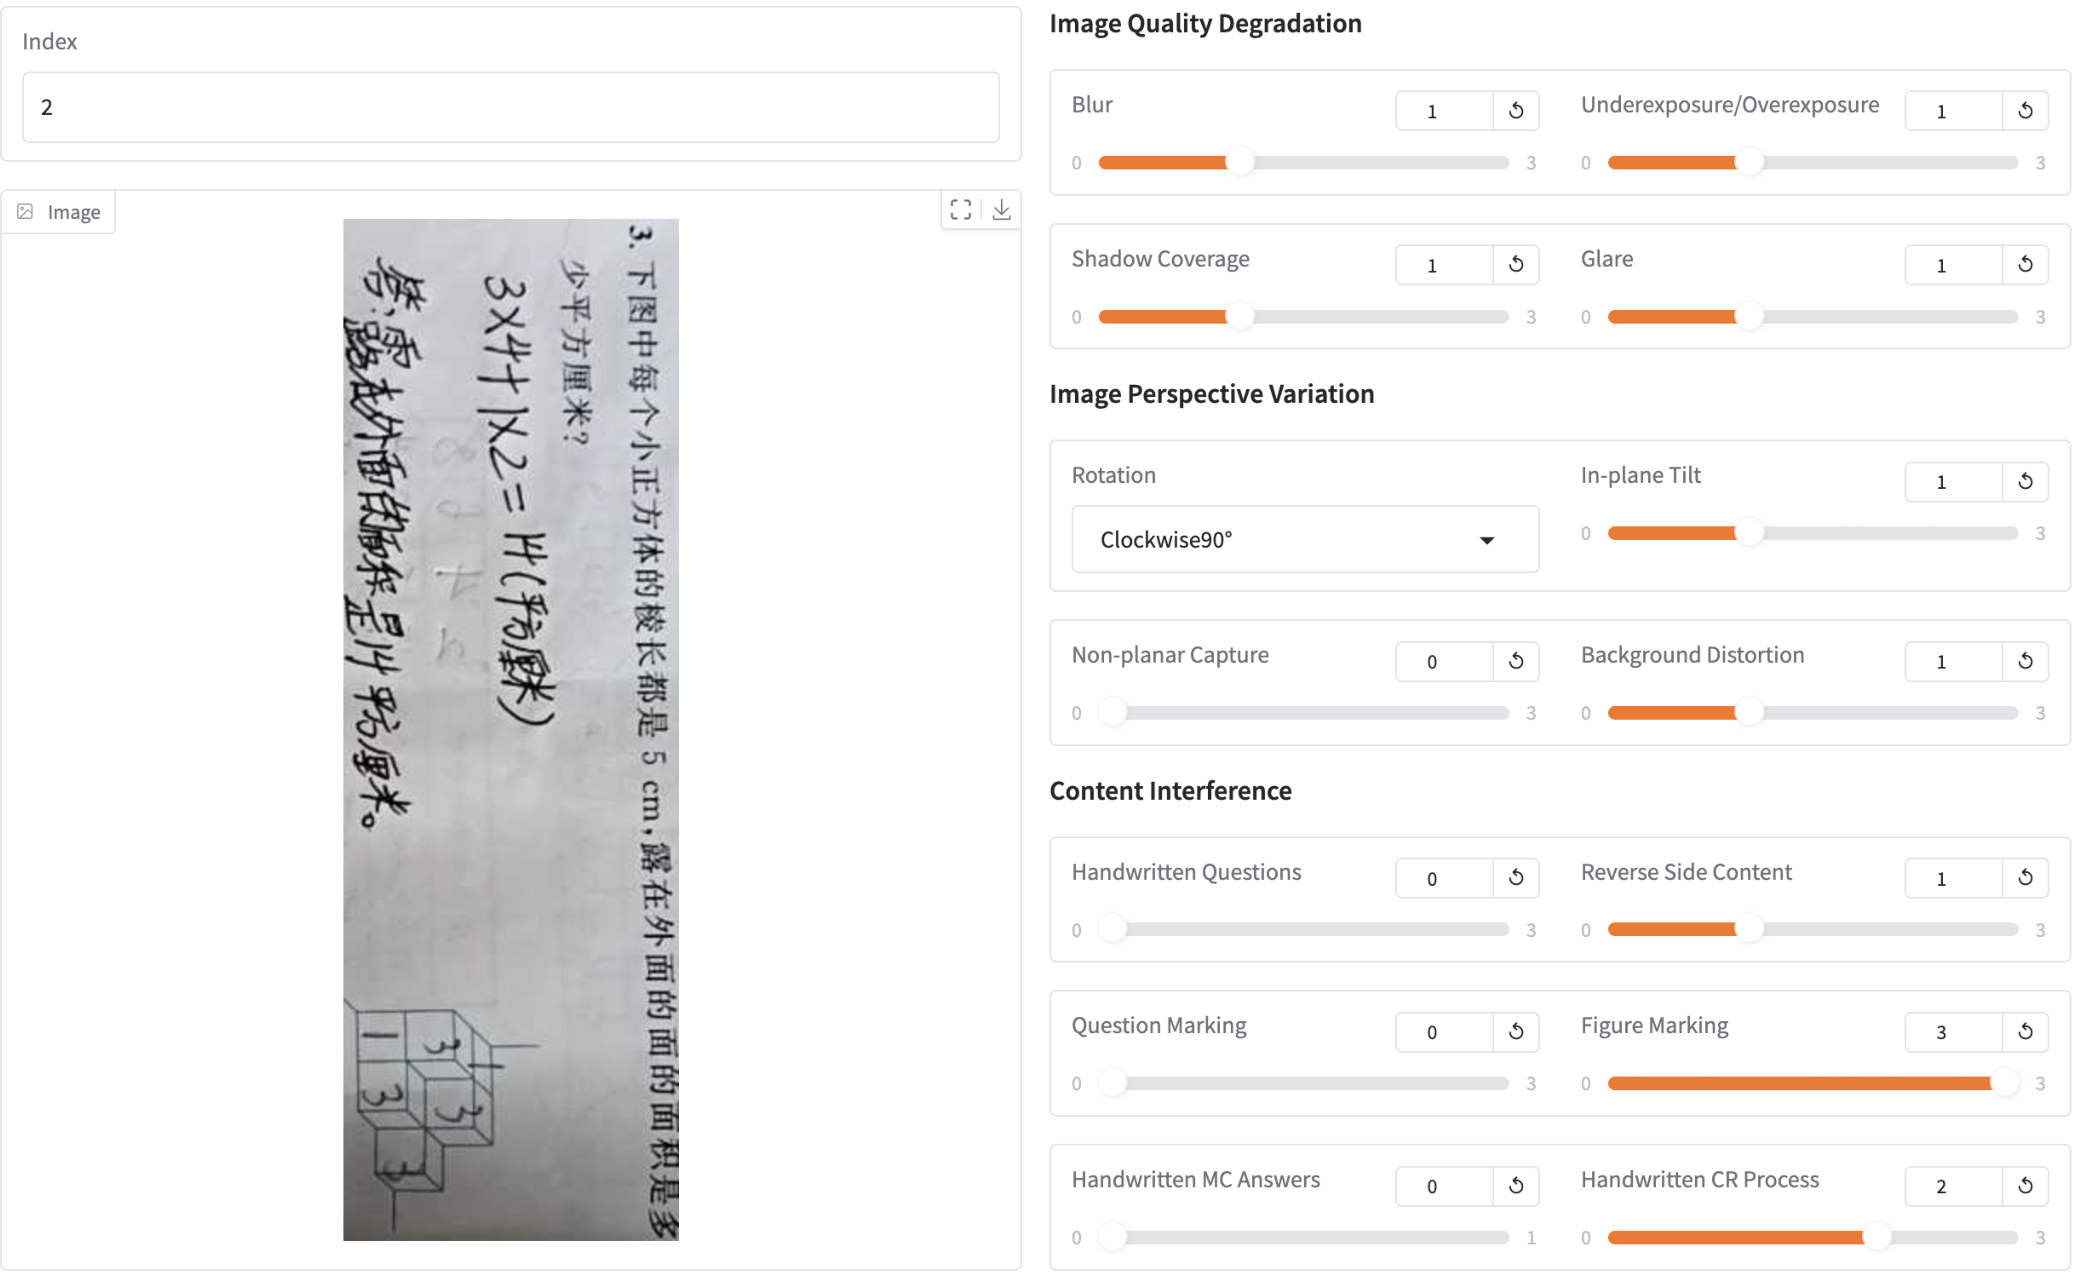 Index
2
Image
3. 下图中每个小正方体的棱长都是 5 cm,露在外面的面的面积是多
少平方厘米?
3×4+1×2=14(平方厘米)
答:露在外面的面积是14平方厘米。
1
3
1
3
3
3
Image Quality Degradation
Blur
1
0
3
Underexposure/Overexposure
1
0
3
Shadow Coverage
1
0
3
Glare
1
0
3
Image Perspective Variation
Rotation
Clockwise90°
In-plane Tilt
1
0
3
Non-planar Capture
0
0
3
Background Distortion
1
0
3
Content Interference
Handwritten Questions
0
0
3
Reverse Side Content
1
0
3
Question Marking
0
0
3
Figure Marking
3
0
3
Handwritten MC Answers
0
0
1
Handwritten CR Process
2
0
3